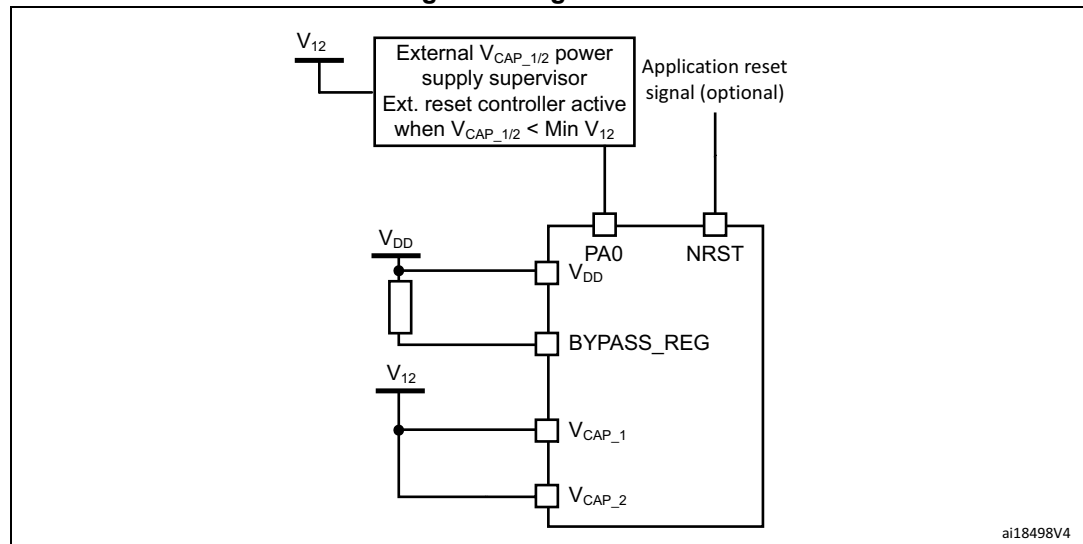 V12
External VCAP_1/2 power
supply supervisor
Ext. reset controller active
when VCAP_1/2 < Min V12
Application reset
signal (optional)
PA0
NRST
VDD
VDD
BYPASS_REG
V12
VCAP_1
VCAP_2
ai18498V4